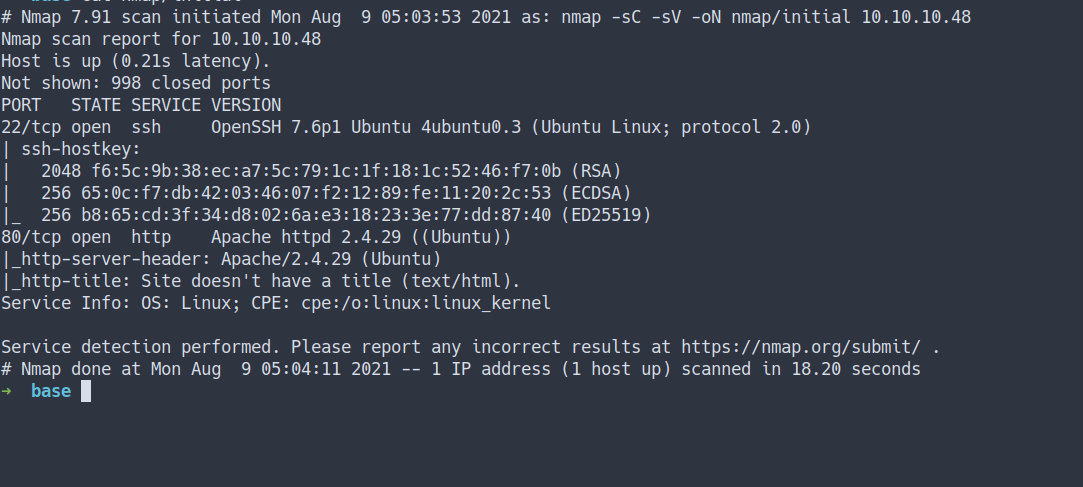 # Nmap 7.91 scan initiated Mon Aug  9 05:03:53 2021 as: nmap -sC -sV -oN nmap/initial 10.10.10.48
Nmap scan report for 10.10.10.48
Host is up (0.21s latency).
Not shown: 998 closed ports
PORT   STATE SERVICE VERSION
22/tcp open  ssh     OpenSSH 7.6p1 Ubuntu 4ubuntu0.3 (Ubuntu Linux; protocol 2.0)
| ssh-hostkey:
|   2048 f6:5c:9b:38:ec:a7:5c:79:1c:1f:18:1c:52:46:f7:0b (RSA)
|   256 65:0c:f7:db:42:03:46:07:f2:12:89:fe:11:20:2c:53 (ECDSA)
|_  256 b8:65:cd:3f:34:d8:02:6a:e3:18:23:3e:77:dd:87:40 (ED25519)
80/tcp open  http    Apache httpd 2.4.29 ((Ubuntu))
|_http-server-header: Apache/2.4.29 (Ubuntu)
|_http-title: Site doesn't have a title (text/html).
Service Info: OS: Linux; CPE: cpe:/o:linux:linux_kernel

Service detection performed. Please report any incorrect results at https://nmap.org/submit/ .
# Nmap done at Mon Aug  9 05:04:11 2021 -- 1 IP address (1 host up) scanned in 18.20 seconds
→  base